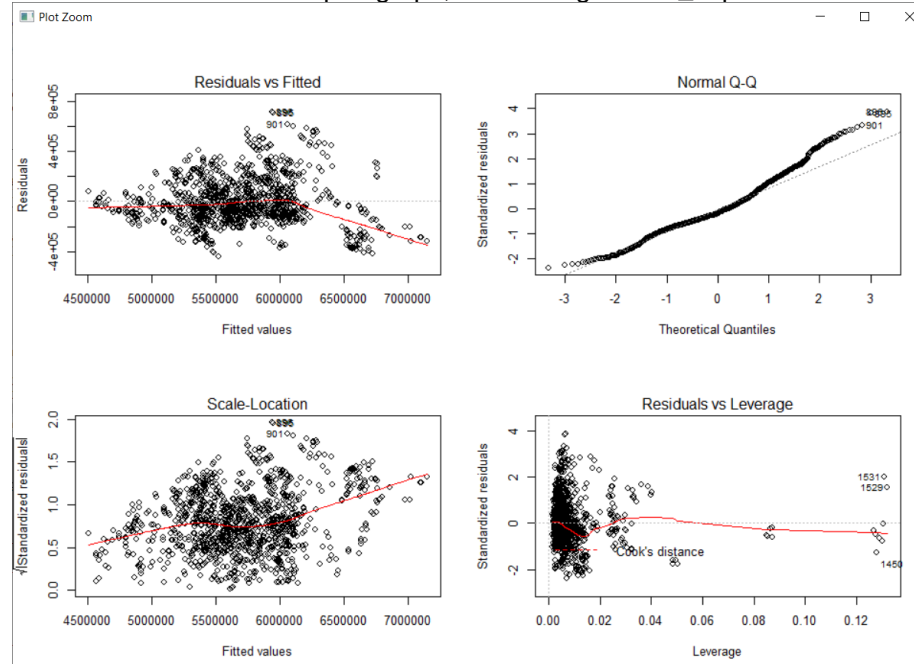 Plot Zoom
Residuals vs Fitted
Residuals
-4e+05 0e+00 4e+05 8e+05
901
4500000 5000000 5500000 6000000 6500000 7000000
Fitted values
Normal Q-Q
Standardized residuals
-2 -1 0 1 2 3 4
901
-3 -2 -1 0 1 2 3
Theoretical Quantiles
Scale-Location
√|Standardized residuals|
0.0 0.5 1.0 1.5 2.0
901
4500000 5000000 5500000 6000000 6500000 7000000
Fitted values
Residuals vs Leverage
Standardized residuals
-2 0 2 4
1531
1529
Cook's distance
1450
0.00 0.02 0.04 0.06 0.08 0.10 0.12
Leverage